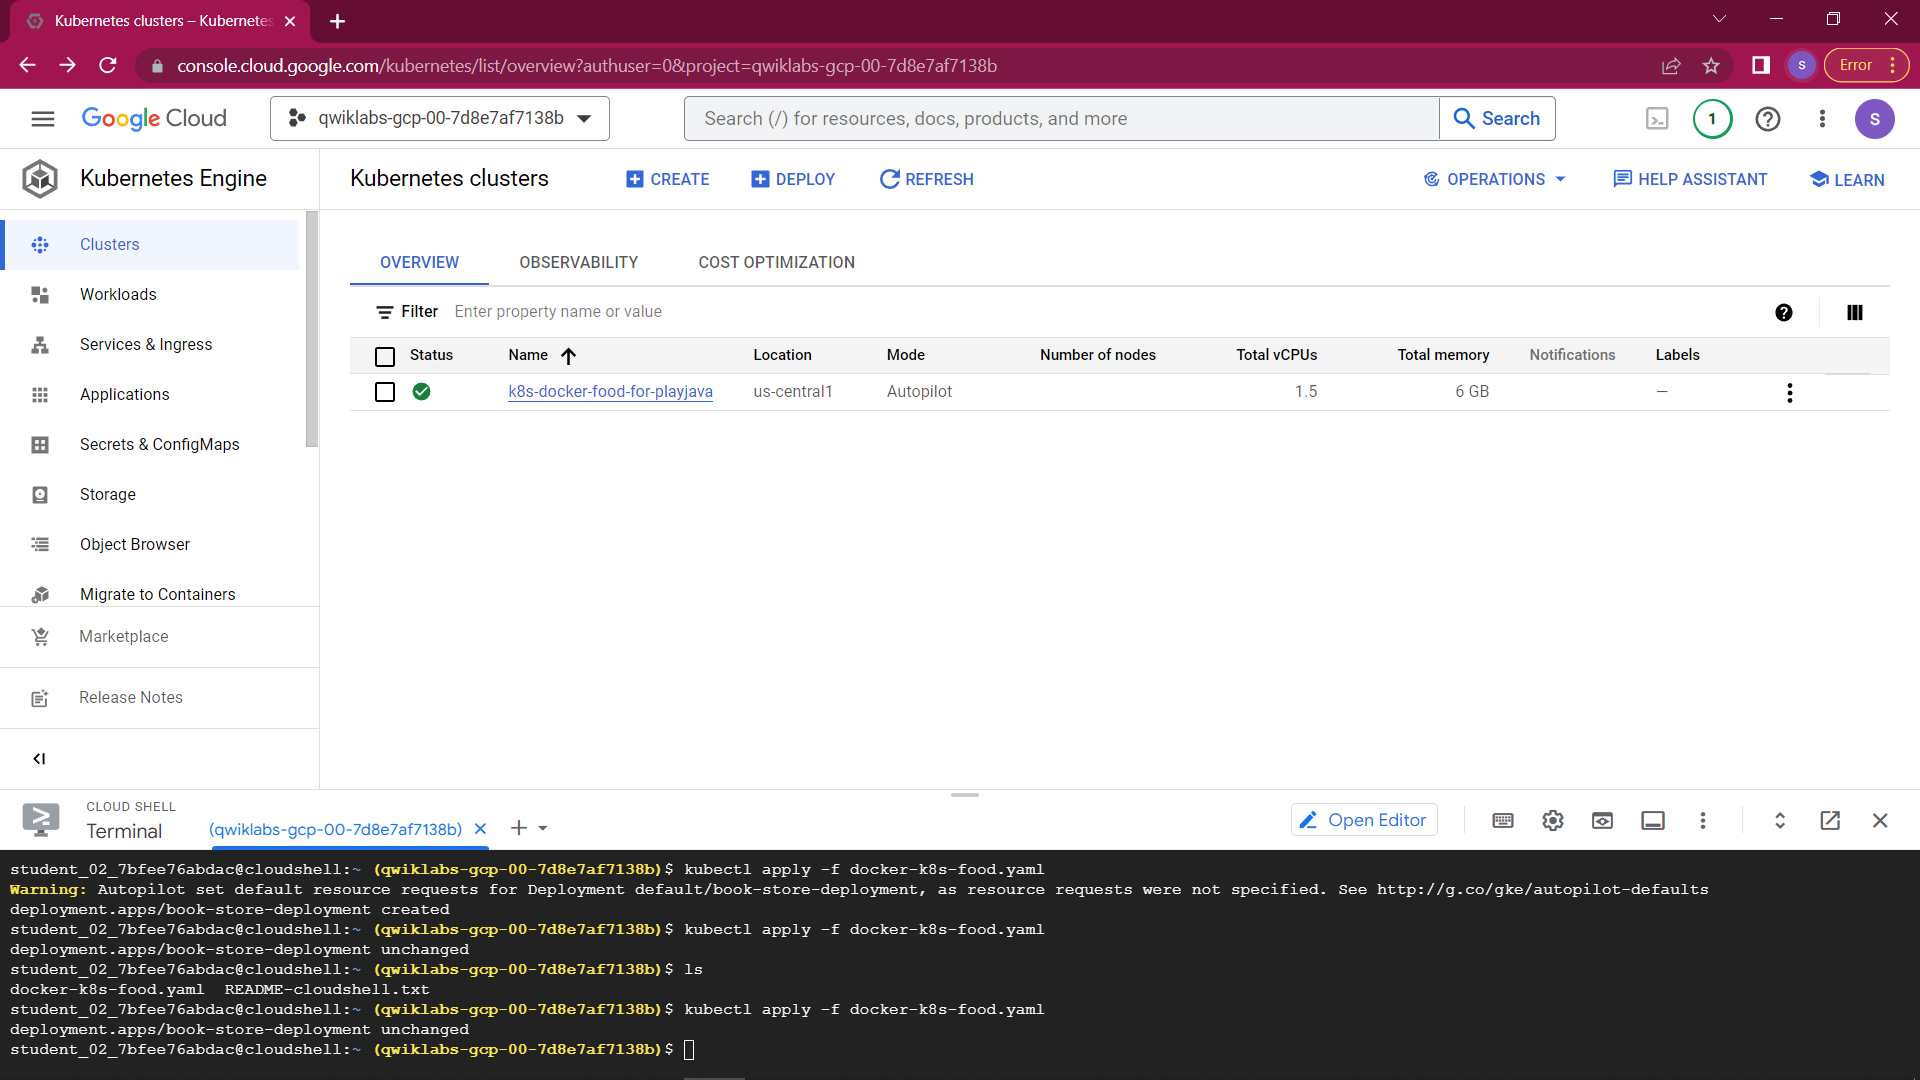 Kubernetes clusters – Kubernetes
console.cloud.google.com/kubernetes/list/overview?authuser=0&project=qwiklabs-gcp-00-7d8e7af7138b
S
Error
Google Cloud
qwiklabs-gcp-00-7d8e7af7138b
Search (/) for resources, docs, products, and more
Search
1
S
Kubernetes Engine
Kubernetes clusters
CREATE
DEPLOY
REFRESH
OPERATIONS
HELP ASSISTANT
LEARN
Clusters
Workloads
Services & Ingress
Applications
Secrets & ConfigMaps
Storage
Object Browser
Migrate to Containers
Marketplace
Release Notes
OVERVIEW
OBSERVABILITY
COST OPTIMIZATION
Filter Enter property name or value
Status Name Location Mode Number of nodes Total vCPUs Total memory Notifications Labels
k8s-docker-food-for-playjava us-central1 Autopilot 1.5 6 GB —
CLOUD SHELL
Terminal
(qwiklabs-gcp-00-7d8e7af7138b)
Open Editor
student_02_7bfee76abdac@cloudshell:~ (qwiklabs-gcp-00-7d8e7af7138b)$ kubectl apply -f docker-k8s-food.yaml
Warning: Autopilot set default resource requests for Deployment default/book-store-deployment, as resource requests were not specified. See http://g.co/gke/autopilot-defaults
deployment.apps/book-store-deployment created
student_02_7bfee76abdac@cloudshell:~ (qwiklabs-gcp-00-7d8e7af7138b)$ kubectl apply -f docker-k8s-food.yaml
deployment.apps/book-store-deployment unchanged
student_02_7bfee76abdac@cloudshell:~ (qwiklabs-gcp-00-7d8e7af7138b)$ ls
docker-k8s-food.yaml  README-cloudshell.txt
student_02_7bfee76abdac@cloudshell:~ (qwiklabs-gcp-00-7d8e7af7138b)$ kubectl apply -f docker-k8s-food.yaml
deployment.apps/book-store-deployment unchanged
student_02_7bfee76abdac@cloudshell:~ (qwiklabs-gcp-00-7d8e7af7138b)$